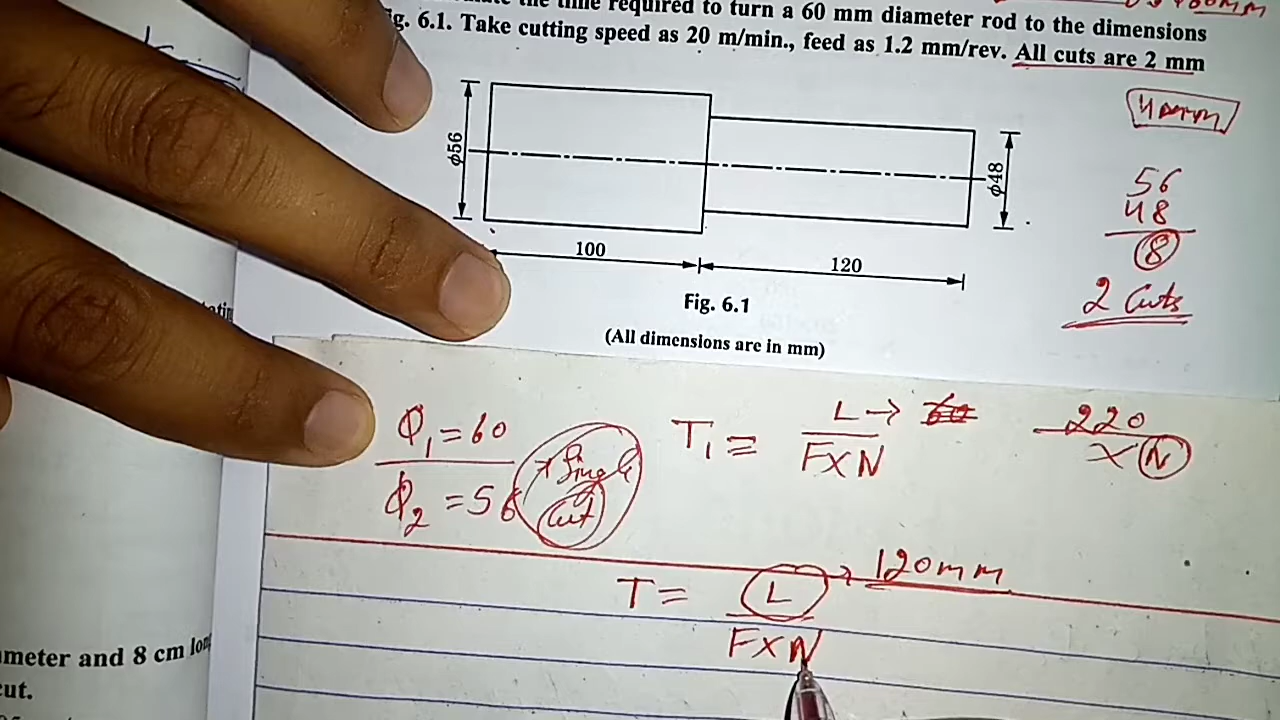 the time required to turn a 60 mm diameter rod to the dimensions
g. 6.1. Take cutting speed as 20 m/min., feed as 1.2 mm/rev. All cuts are 2 mm
4mm
ϕ56
ϕ48
56
48
8
2 Cuts
100
120
Fig. 6.1
(All dimensions are in mm)
ϕ₁ = 60
ϕ₂ = 56
Single
Cut
T₁ = L →
F×N
220
×N
T = L → 120mm
F×N
ameter and 8 cm long
cut.